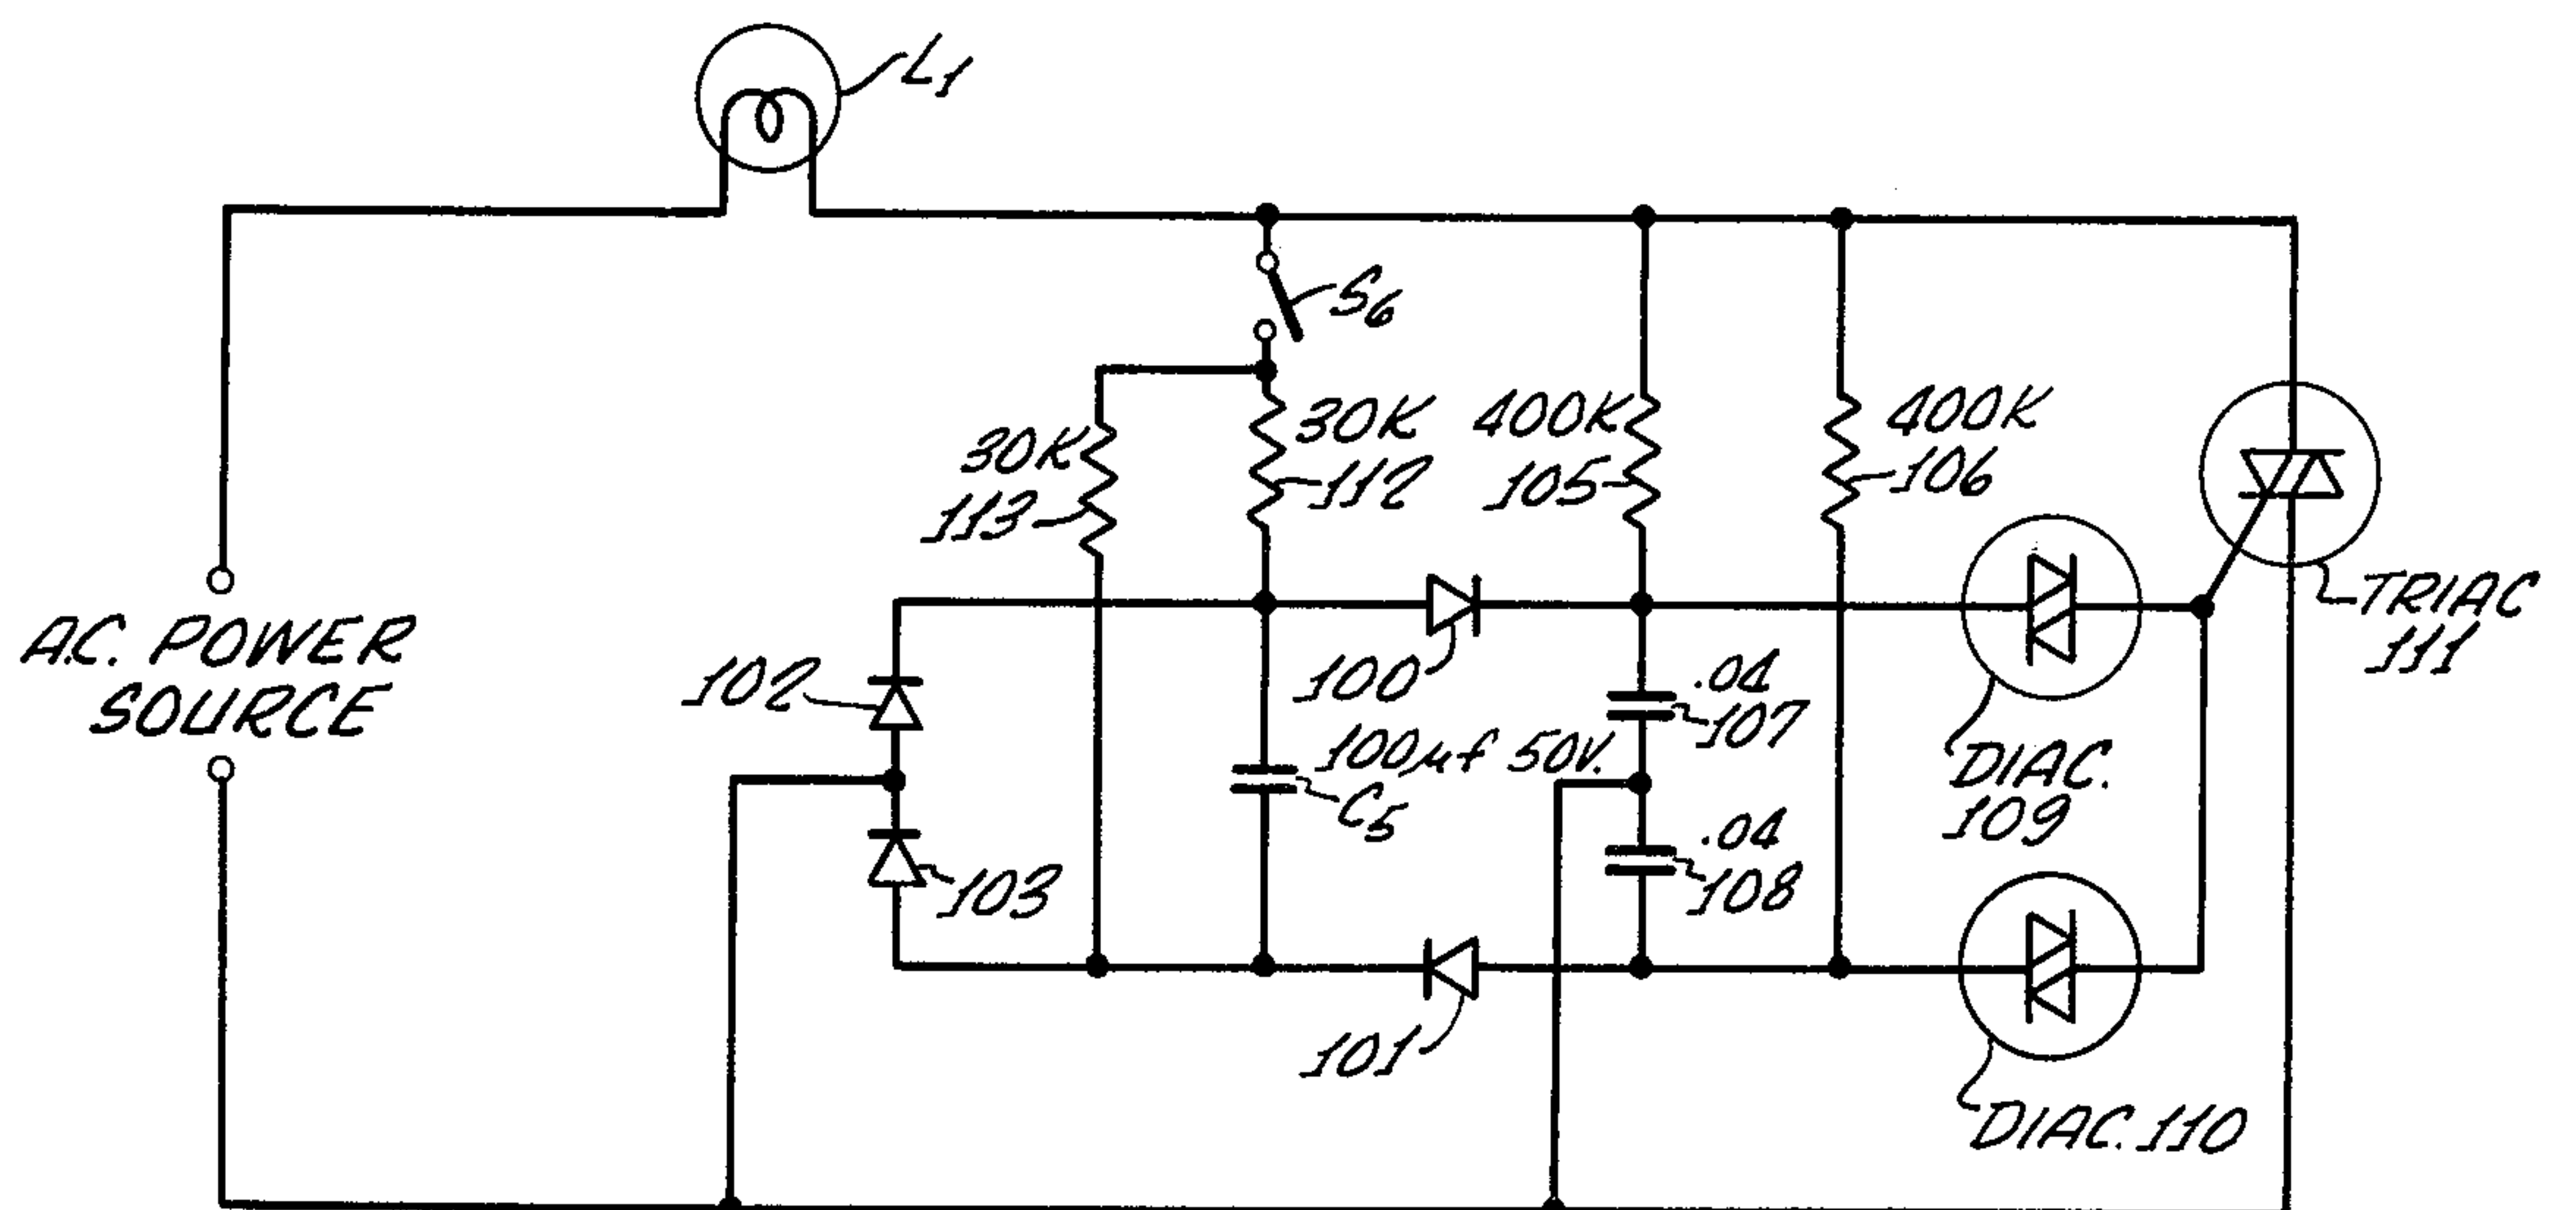 L1
S6
30K
112
400K
105
400K
106
30K
113
TRIAC
111
A.C. POWER
SOURCE
102
100
.04
107
100µf 50V.
C5
DIAC.
109
.04
108
103
101
DIAC. 110